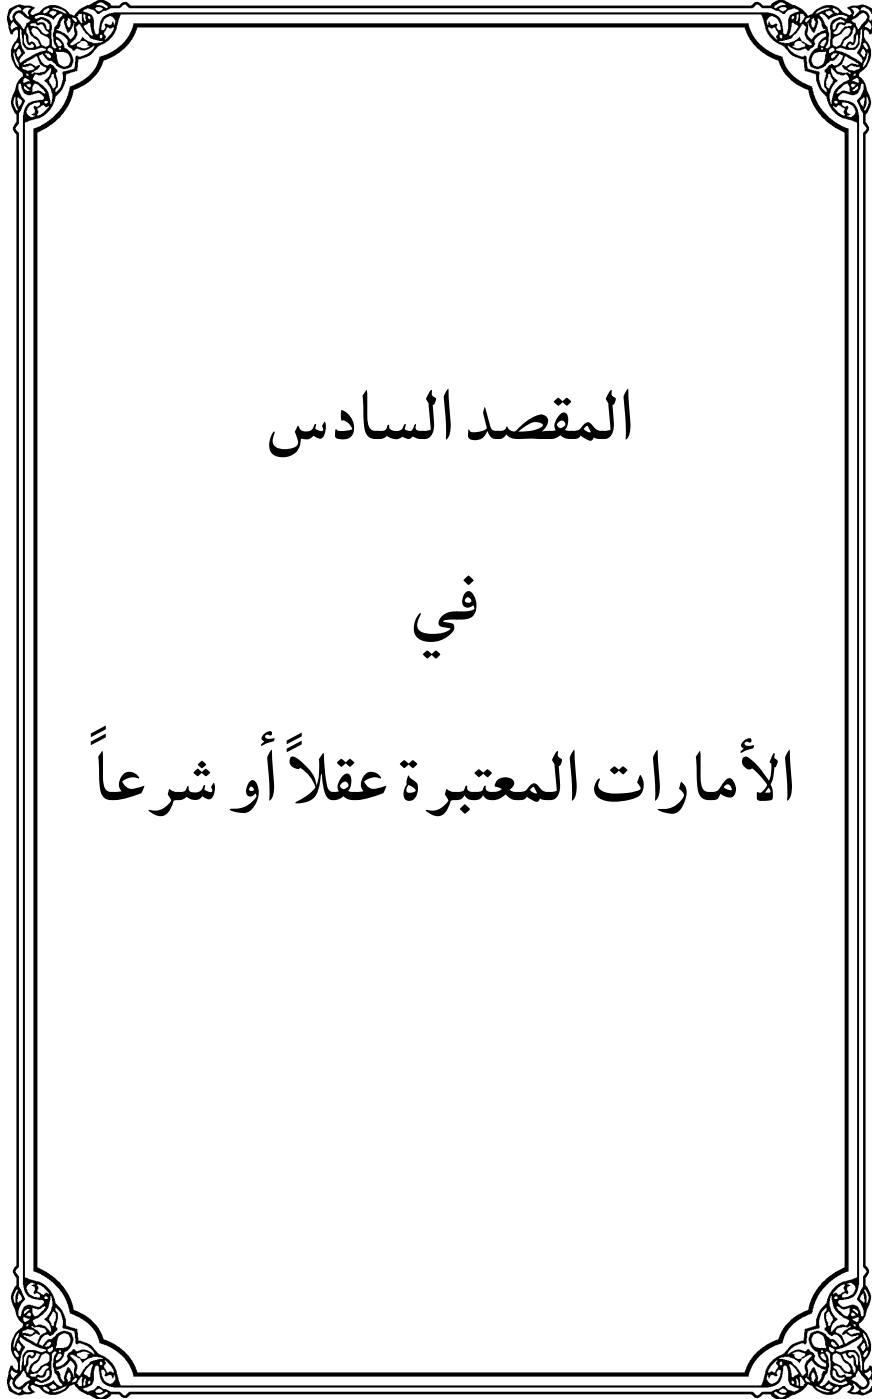 المقصد السادس
في
الأمارات المعتبرة عقلاً أو شرعاً